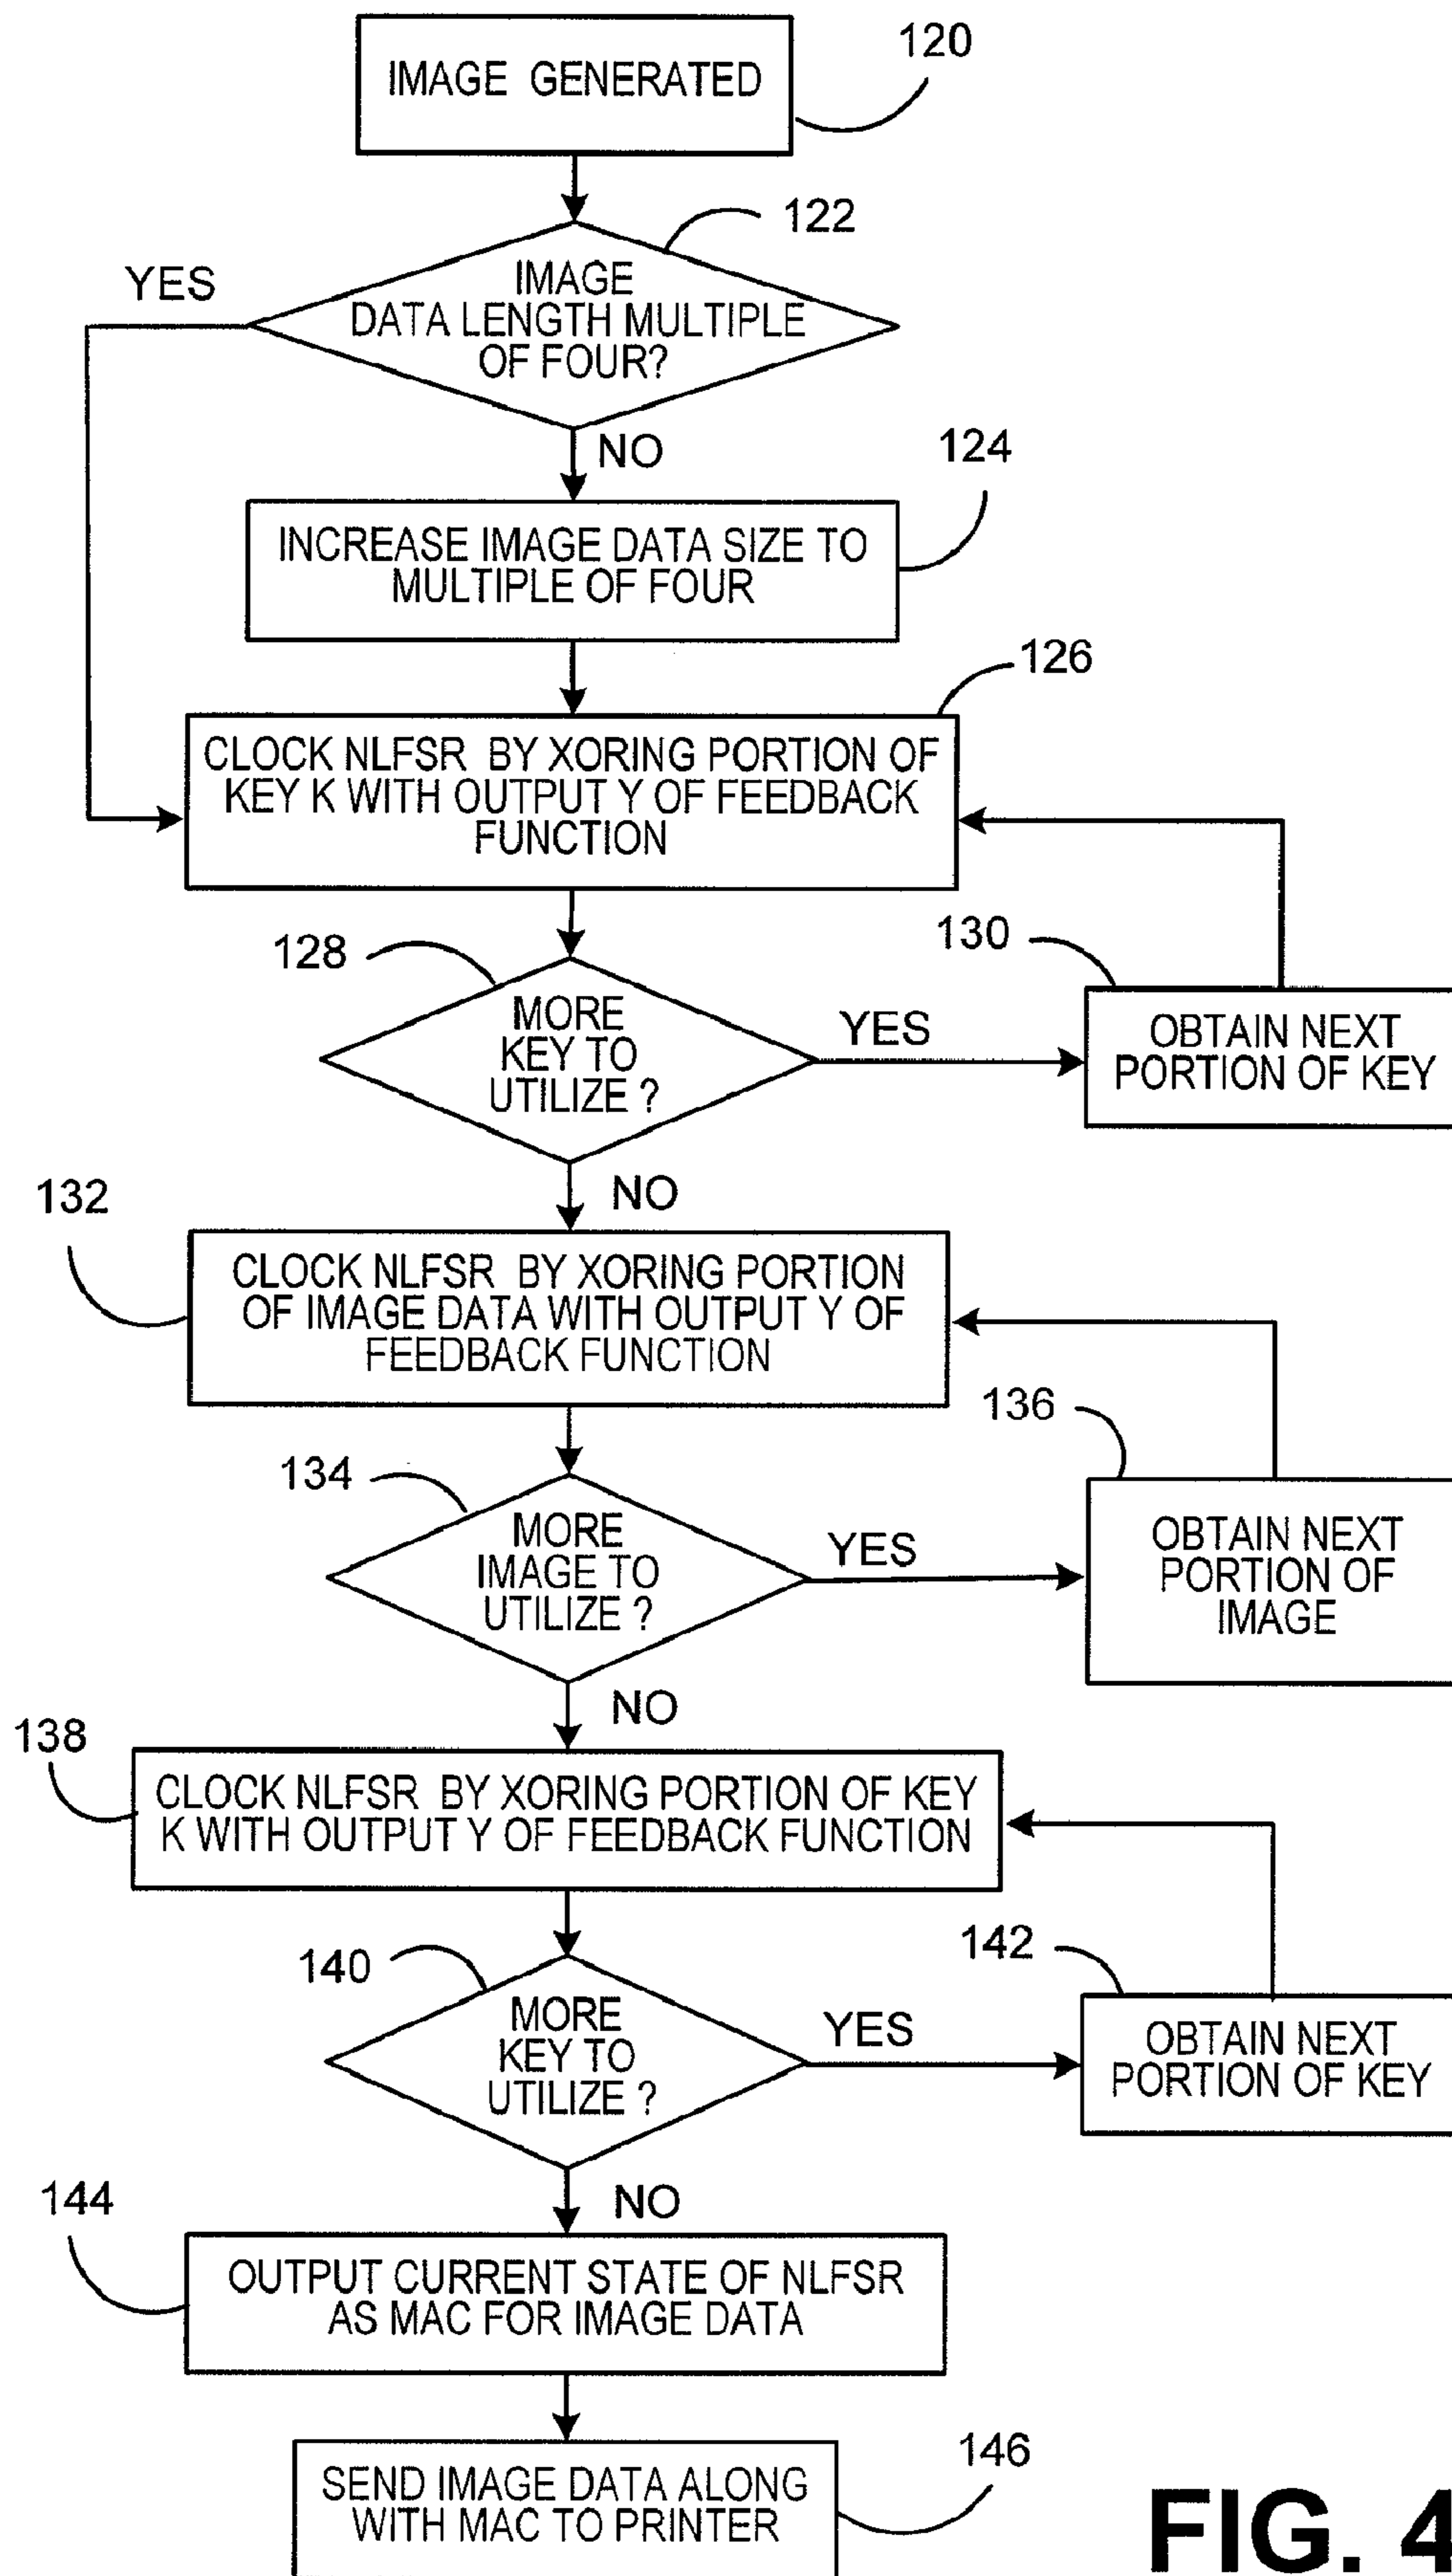 IMAGE GENERATED
120
122
YES
IMAGE
DATA LENGTH MULTIPLE
OF FOUR?
NO
124
INCREASE IMAGE DATA SIZE TO
MULTIPLE OF FOUR
126
CLOCK NLFSR BY XORING PORTION OF
KEY K WITH OUTPUT Y OF FEEDBACK
FUNCTION
128
130
MORE
KEY TO
UTILIZE ?
YES
OBTAIN NEXT
PORTION OF KEY
NO
132
CLOCK NLFSR BY XORING PORTION
OF IMAGE DATA WITH OUTPUT Y OF
FEEDBACK FUNCTION
134
136
MORE
IMAGE TO
UTILIZE ?
YES
OBTAIN NEXT
PORTION OF
IMAGE
NO
138
CLOCK NLFSR BY XORING PORTION OF KEY
K WITH OUTPUT Y OF FEEDBACK FUNCTION
140
142
MORE
KEY TO
UTILIZE ?
YES
OBTAIN NEXT
PORTION OF KEY
NO
144
OUTPUT CURRENT STATE OF NLFSR
AS MAC FOR IMAGE DATA
146
SEND IMAGE DATA ALONG
WITH MAC TO PRINTER
FIG. 4